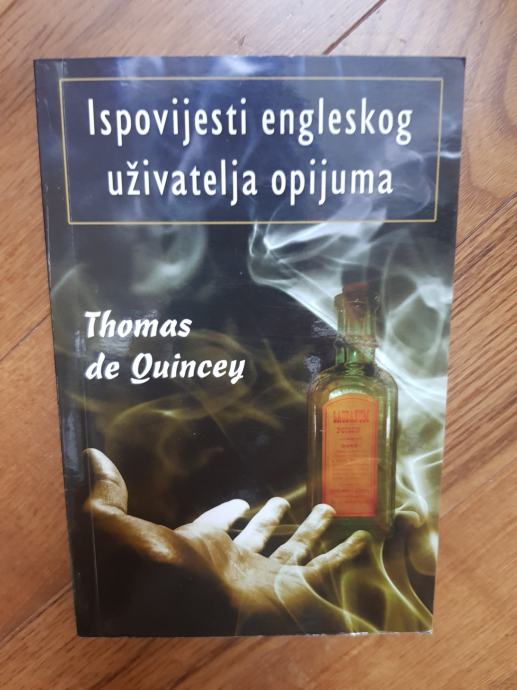 Ispovijesti engleskog
uživatelja opijuma
Thomas
de Quincey